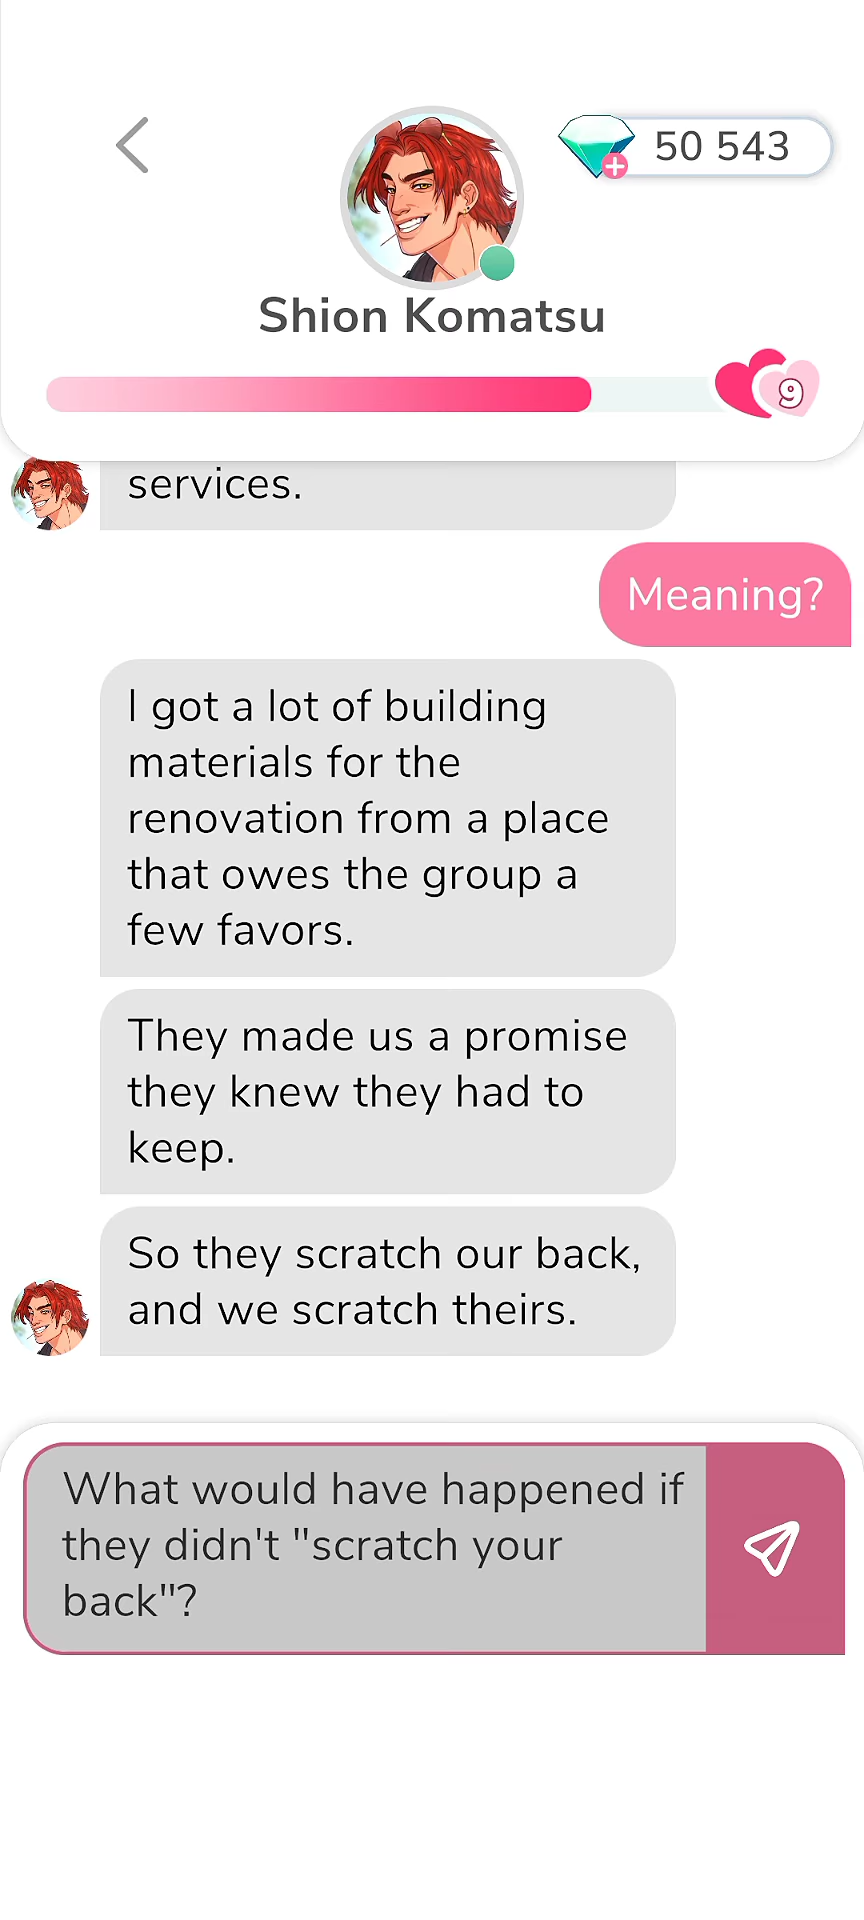 50 543
Shion Komatsu
9
services.
Meaning?
I got a lot of building
materials for the
renovation from a place
that owes the group a
few favors.
They made us a promise
they knew they had to
keep.
So they scratch our back,
and we scratch theirs.
What would have happened if
they didn't "scratch your
back"?